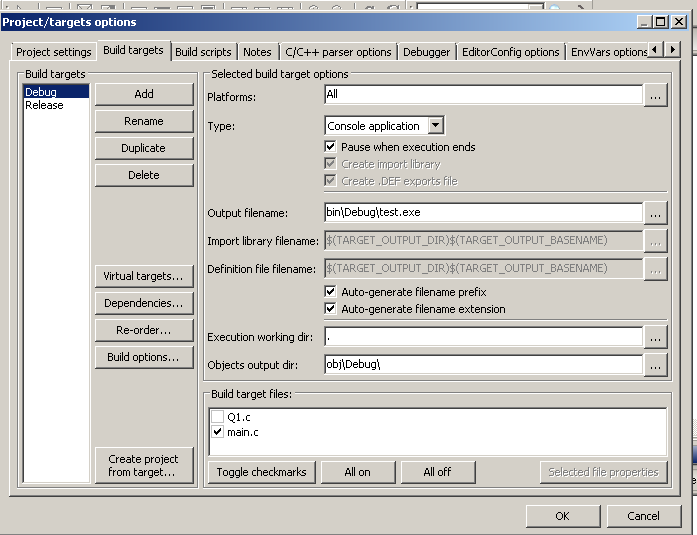 Project/targets options
Project settings Build targets Build scripts Notes C/C++ parser options Debugger EditorConfig options EnvVars options
Build targets
Debug
Release
Add
Rename
Duplicate
Delete
Virtual targets...
Dependencies...
Re-order...
Build options...
Create project
from target...
Selected build target options
Platforms: All ...
Type: Console application
Pause when execution ends
Create import library
Create .DEF exports file
Output filename: bin\Debug\test.exe ...
Import library filename: $(TARGET_OUTPUT_DIR)$(TARGET_OUTPUT_BASENAME) ...
Definition file filename: $(TARGET_OUTPUT_DIR)$(TARGET_OUTPUT_BASENAME) ...
Auto-generate filename prefix
Auto-generate filename extension
Execution working dir: . ...
Objects output dir: obj\Debug\ ...
Build target files:
Q1.c
main.c
Toggle checkmarks All on All off Selected file properties
OK Cancel